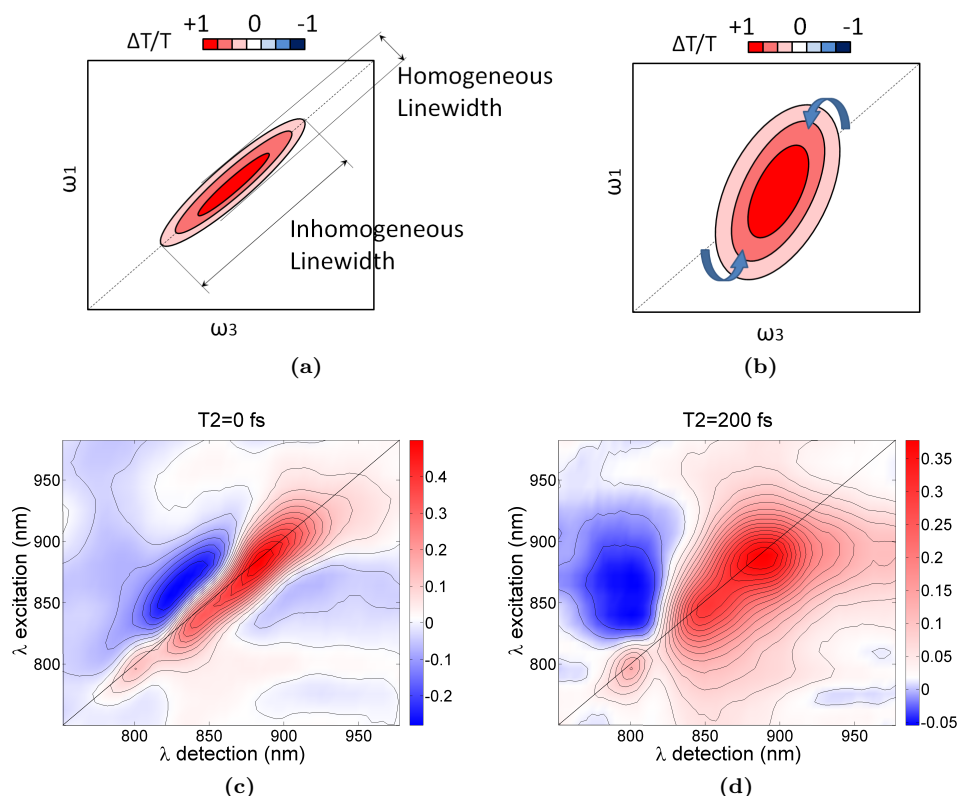 +1 0 -1
ΔT/T
Homogeneous
Linewidth
Inhomogeneous
Linewidth
ω1
ω3
(a)
+1 0 -1
ΔT/T
ω1
ω3
(b)
T2=0 fs
λ excitation (nm)
950
900
850
800
800 850 900 950
λ detection (nm)
0.4
0.3
0.2
0.1
0
-0.1
-0.2
(c)
T2=200 fs
λ excitation (nm)
950
900
850
800
800 850 900 950
λ detection (nm)
0.35
0.3
0.25
0.2
0.15
0.1
0.05
0
-0.05
(d)